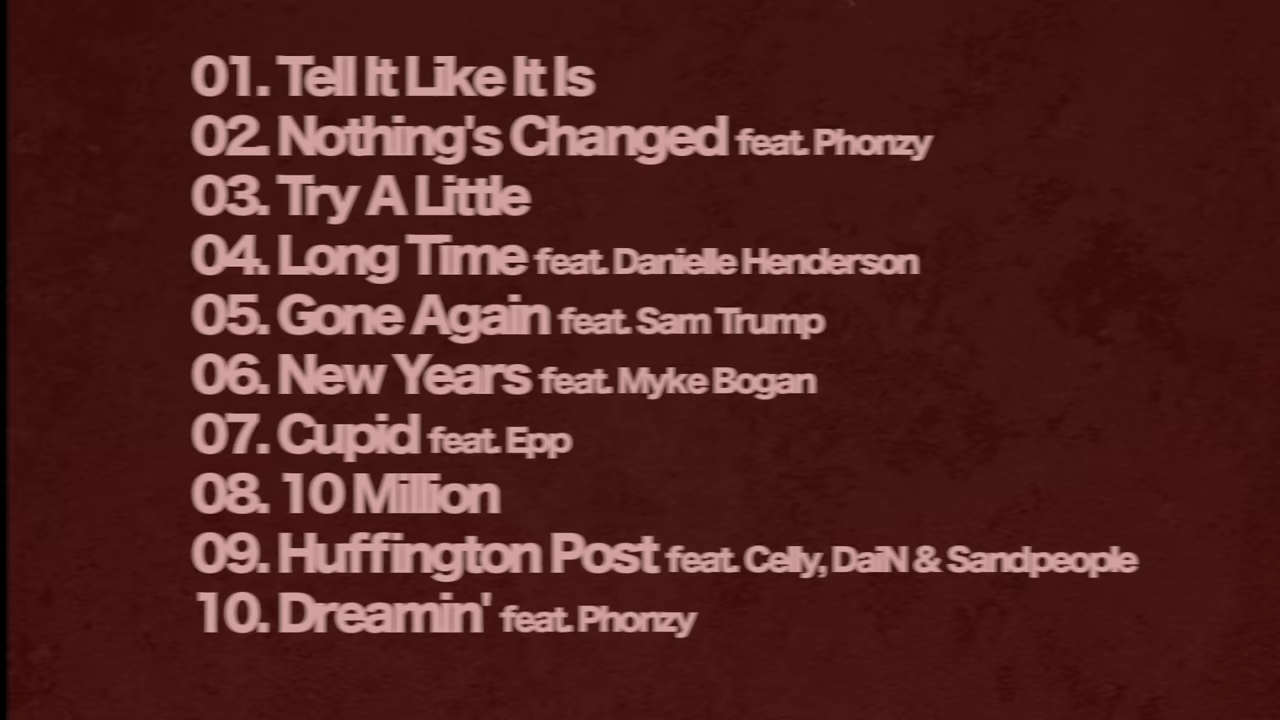 01. Tell It Like It Is
02. Nothing's Changed feat. Phonzy
03. Try A Little
04. Long Time feat. Danielle Henderson
05. Gone Again feat. Sam Trump
06. New Years feat. Myke Bogan
07. Cupid feat. Epp
08. 10 Million
09. Huffington Post feat. Celly, DaiN & Sandpeople
10. Dreamin' feat. Phonzy